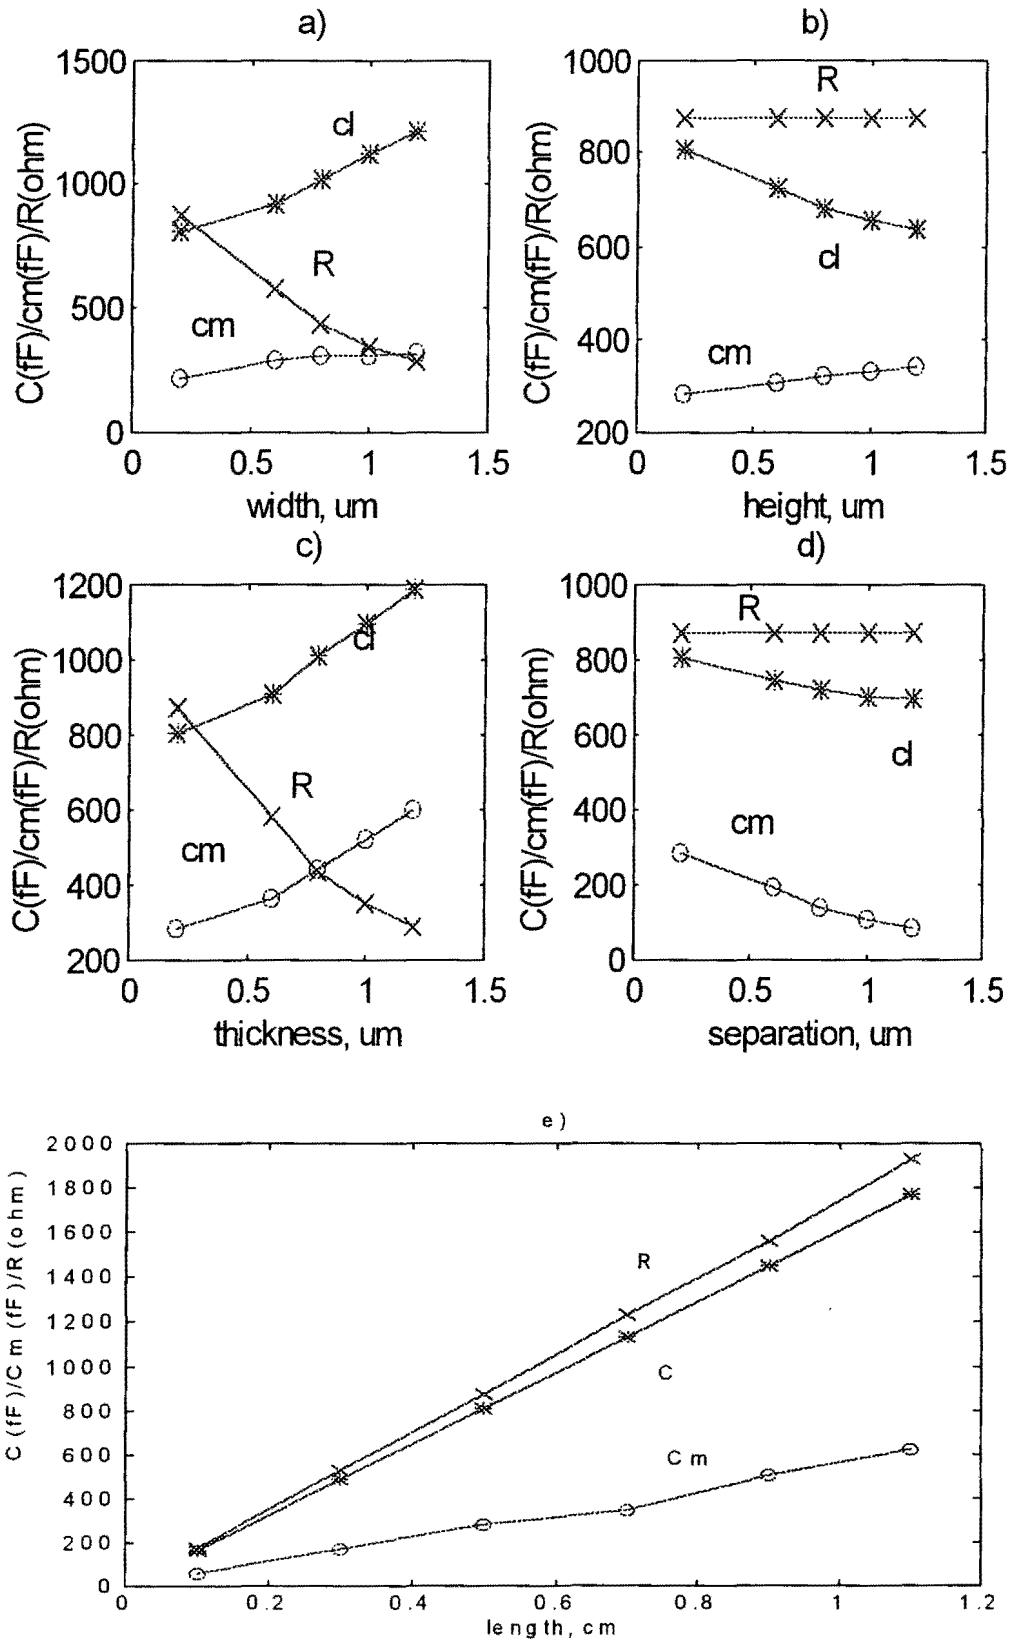 a)
C(fF)/cm(fF)/R(ohm)
1500
1000
500
0
cl
R
cm
0 0.5 1 1.5
width, um
b)
C(fF)/cm(fF)/R(ohm)
1000
800
600
400
200
R
cl
cm
0 0.5 1 1.5
height, um
c)
C(fF)/cm(fF)/R(ohm)
1200
1000
800
600
400
200
cl
R
cm
0 0.5 1 1.5
thickness, um
d)
C(fF)/cm(fF)/R(ohm)
1000
800
600
400
200
0
R
cl
cm
0 0.5 1 1.5
separation, um
e)
C(fF)/Cm(fF)/R(ohm)
2000
1800
1600
1400
1200
1000
800
600
400
200
0
R
C
Cm
0 0.2 0.4 0.6 0.8 1 1.2
length, cm